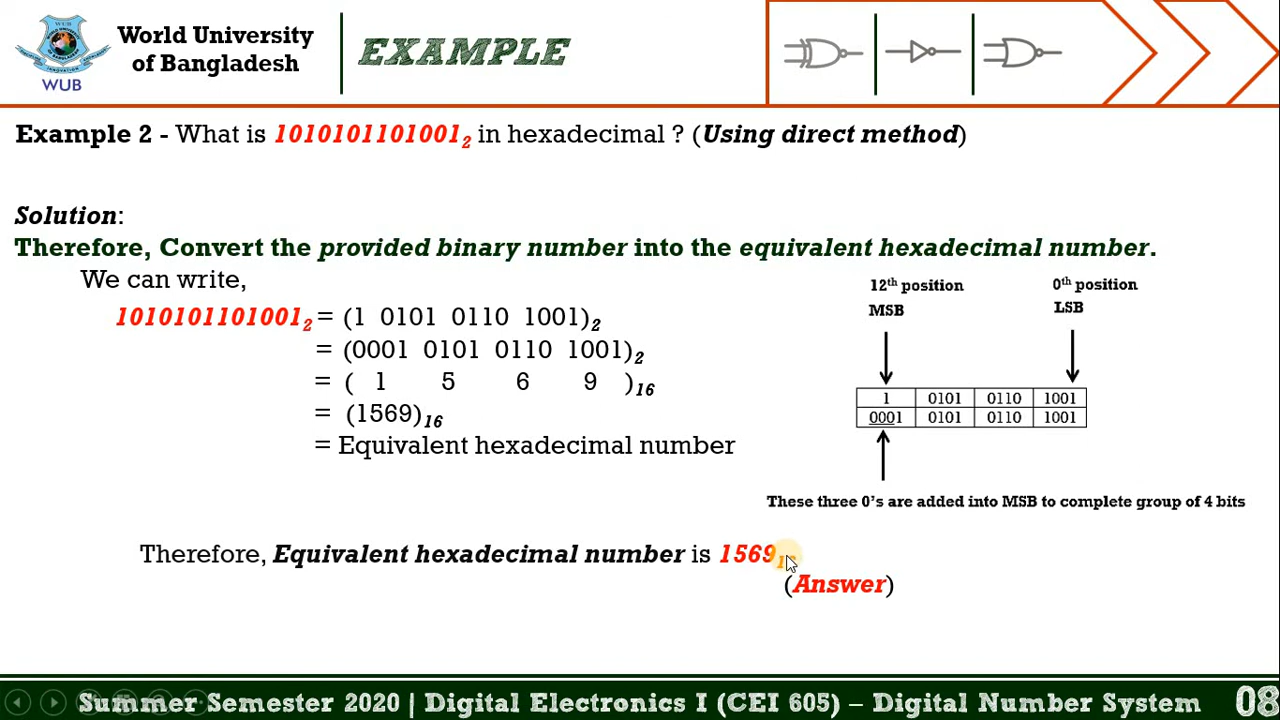 World University
of Bangladesh
WUB
WUB
EXAMPLE
Example 2 - What is 1010101101001₂ in hexadecimal ? (Using direct method)
Solution:
Therefore, Convert the provided binary number into the equivalent hexadecimal number.
We can write,
1010101101001₂ = (1 0101 0110 1001)₂
= (0001 0101 0110 1001)₂
= ( 1 5 6 9 )₁₆
= (1569)₁₆
= Equivalent hexadecimal number
12th position
MSB
0th position
LSB
1 0101 0110 1001
0001 0101 0110 1001
These three 0's are added into MSB to complete group of 4 bits
Therefore, Equivalent hexadecimal number is 1569
(Answer)
Summer Semester 2020 | Digital Electronics I (CEI 605) – Digital Number System
08